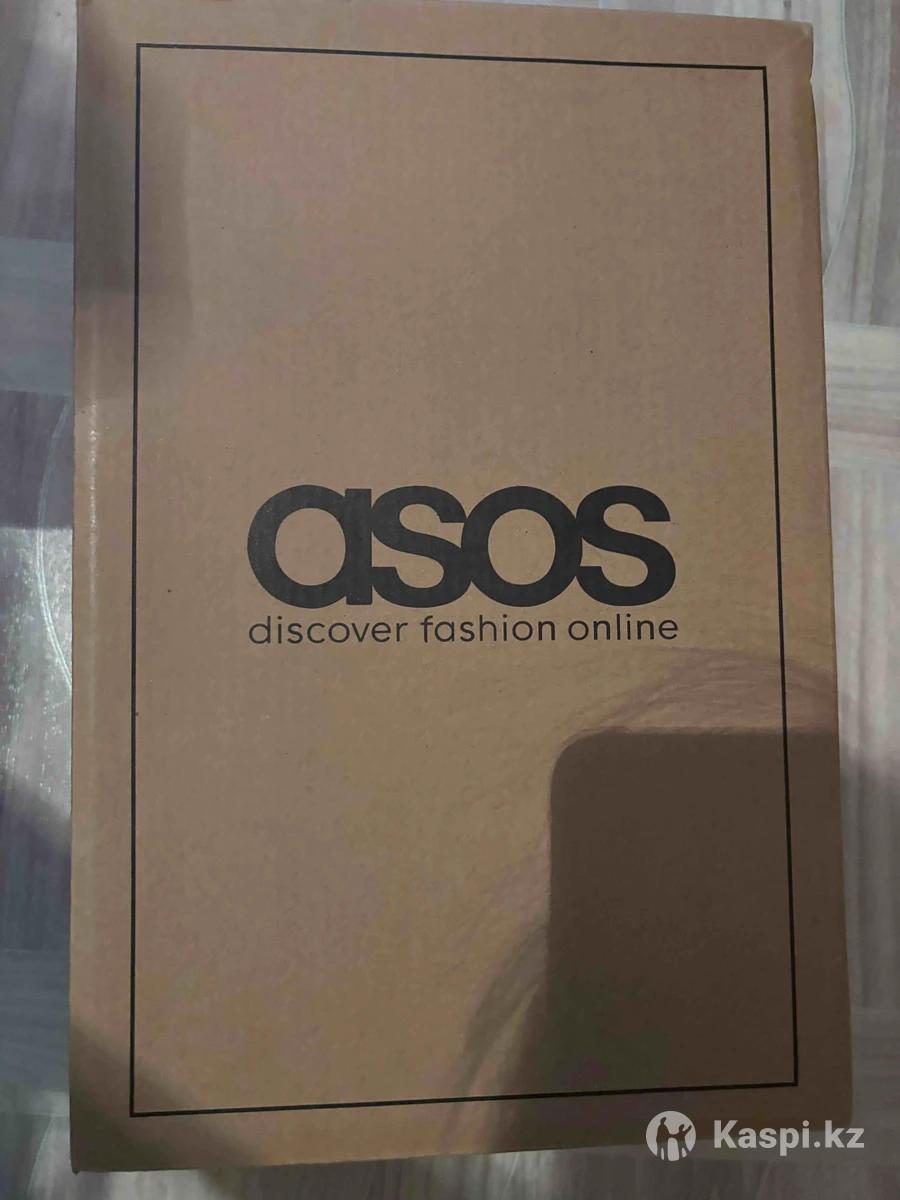 asos
discover fashion online
Kaspi.kz